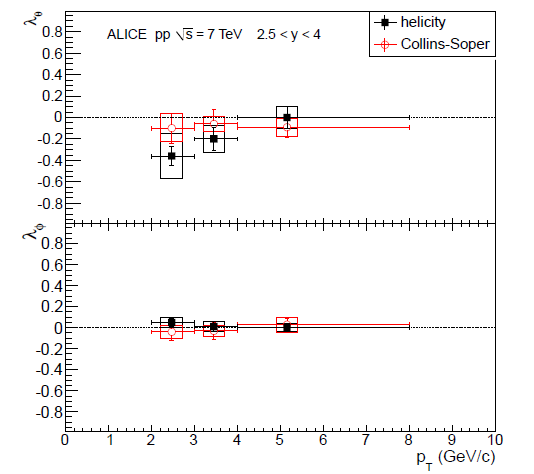 λθ
ALICE pp √s = 7 TeV 2.5 < y < 4
helicity
Collins-Soper
0.8
0.6
0.4
0.2
0
-0.2
-0.4
-0.6
-0.8
λφ
0.8
0.6
0.4
0.2
0
-0.2
-0.4
-0.6
-0.8
0 1 2 3 4 5 6 7 8 9 10
pT (GeV/c)